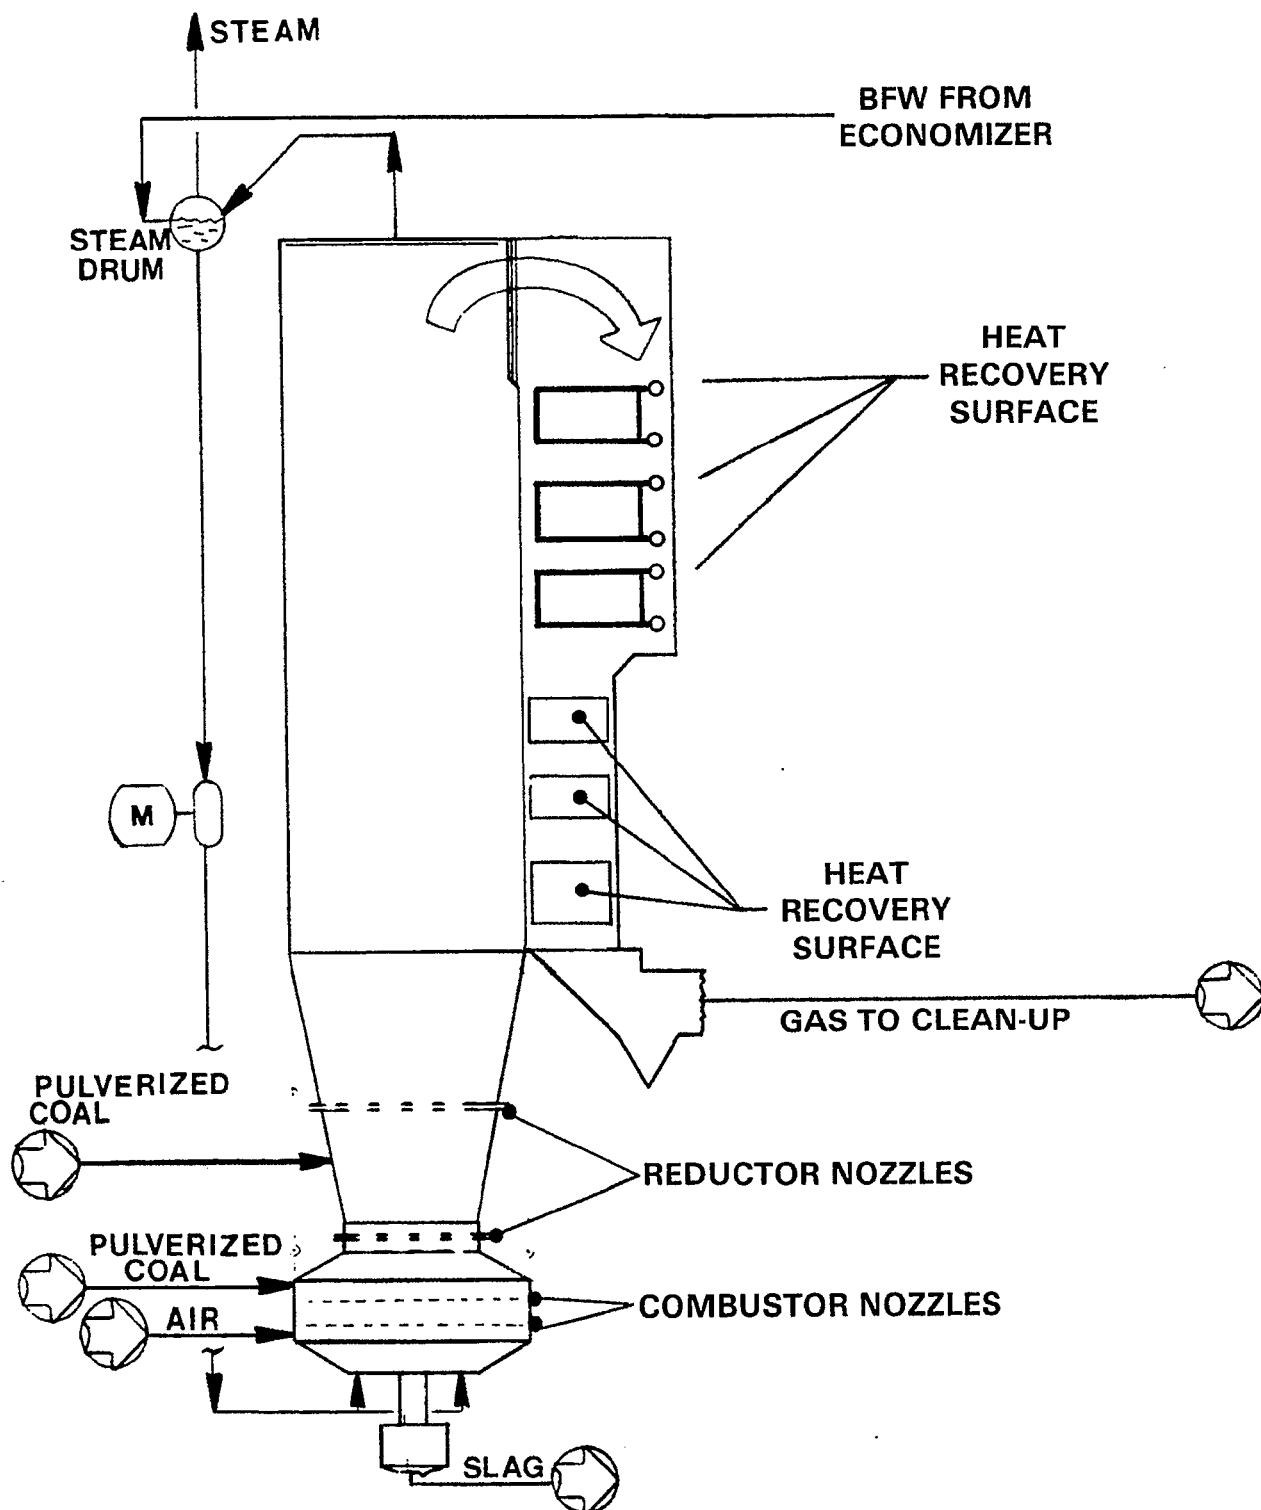 STEAM
BFW FROM
ECONOMIZER
STEAM
DRUM
HEAT
RECOVERY
SURFACE
M
HEAT
RECOVERY
SURFACE
GAS TO CLEAN-UP
PULVERIZED
COAL
REDUCTOR NOZZLES
PULVERIZED
COAL
AIR
COMBUSTOR NOZZLES
SLAG